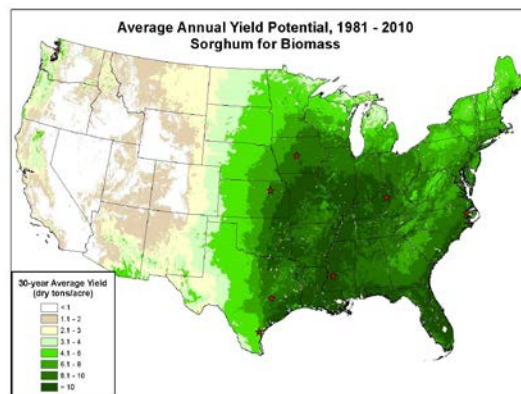 Average Annual Yield Potential, 1981 - 2010
Sorghum for Biomass
30-year Average Yield
(dry tons/acre)
< 1
1.1 - 2
2.1 - 3
3.1 - 4
4.1 - 6
6.1 - 8
8.1 - 10
> 10